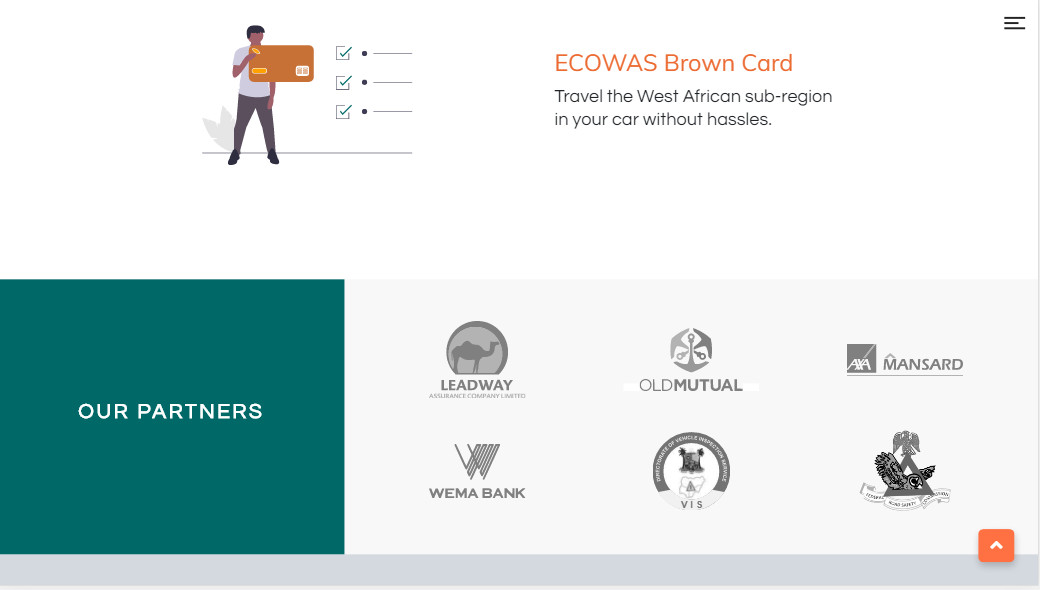 ECOWAS Brown Card
Travel the West African sub-region
in your car without hassles.
OUR PARTNERS
LEADWAY
ASSURANCE COMPANY LIMITED
OLDMUTUAL
AXA MANSARD
WEMA BANK
DIRECTORATE OF VEHICLE INSPECTION SERVICE
VIS
FEDERAL ROAD SAFETY COMMISSION